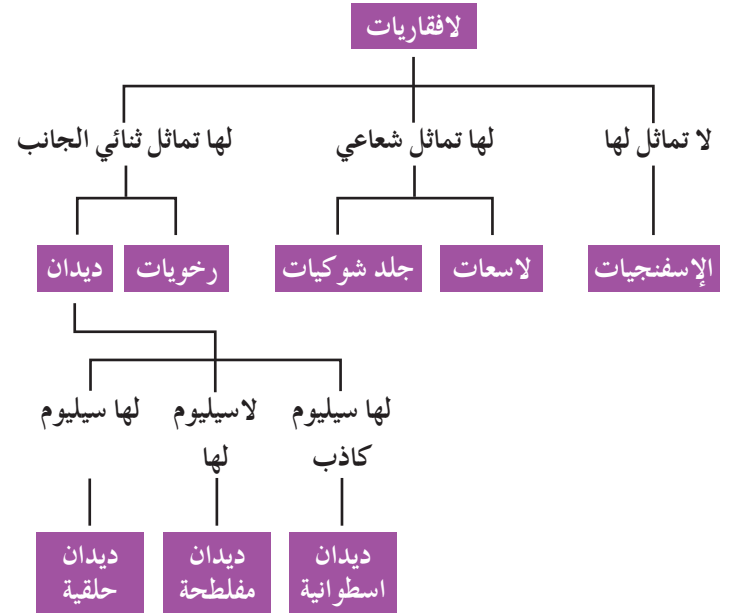 لافقاريات
لا تماثل لها
لها تماثل شعاعي
لها تماثل ثنائي الجانب
الإسفنجيات
لاسعات
جلد شوكيات
رخويات
ديدان
لها سيليوم
كاذب
لاسيليوم
لها
لها سيليوم
ديدان
اسطوانية
ديدان
مفلطحة
ديدان
حلقية